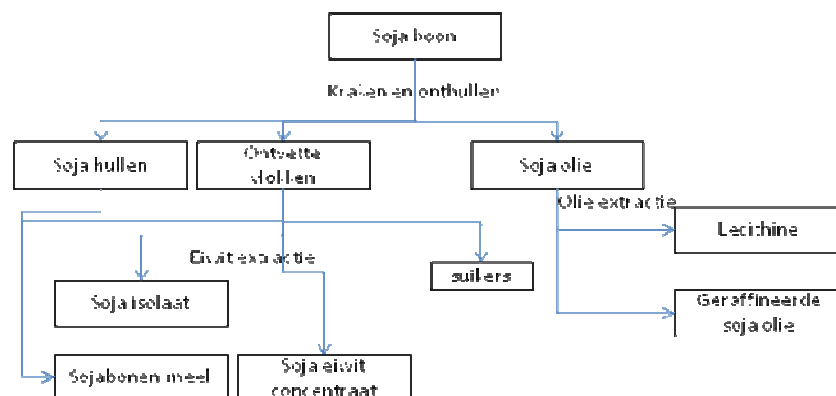 Soja boon
Kraken en onthullen
Soja hullen
Ontvette
vlokken
Soja olie
Olie extractie
Lecithine
Eiwit extractie
suikers
Soja isolaat
Geraffineerde
soja olie
Sojabonen meel
Soja eiwit
concentraat